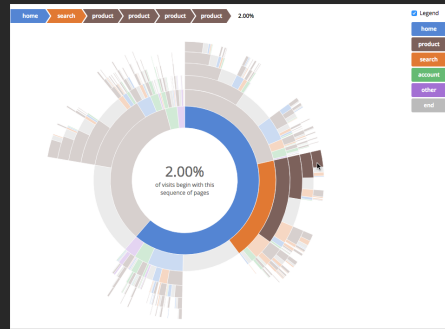 home search product product product product 2.00%
Legend
home
product
search
account
other
end
2.00%
of visits begin with this
sequence of pages